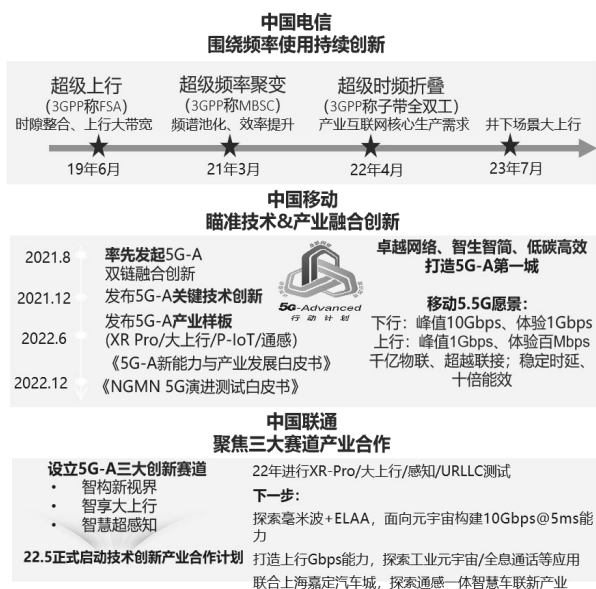 中国电信
围绕频率使用持续创新
超级上行
(3GPP称FSA)
时隙整合、上行大带宽
19年6月
超级频率聚变
(3GPP称MBSC)
频谱池化、效率提升
21年3月
超级时频折叠
(3GPP称子带全双工)
产业互联网核心生产需求
22年4月
井下场景大上行
23年7月
中国移动
瞄准技术&产业融合创新
2021.8
率先发起5G-A
双链融合创新
2021.12
发布5G-A关键技术创新
2022.6
发布5G-A产业样板
(XR Pro/大上行/P-IoT/通感)
《5G-A新能力与产业发展白皮书》
2022.12
《NGMN 5G演进测试白皮书》
5G-Advanced
行动计划
卓越网络、智生智简、低碳高效
打造5G-A第一城
移动5.5G愿景：
下行：峰值10Gbps、体验1Gbps
上行：峰值1Gbps、体验百Mbps
千亿物联、超越联接；稳定时延、
十倍能效
中国联通
聚焦三大赛道产业合作
设立5G-A三大创新赛道
• 智构新视界
• 智享大上行
• 智慧超感知
22.5正式启动技术创新产业合作计划
22年进行XR-Pro/大上行/感知/URLLC测试
下一步：
探索毫米波+ELAA，面向元宇宙构建10Gbps@5ms能
力
打造上行Gbps能力，探索工业元宇宙/全息通话等应用
联合上海嘉定汽车城，探索通感一体智慧车联新产业